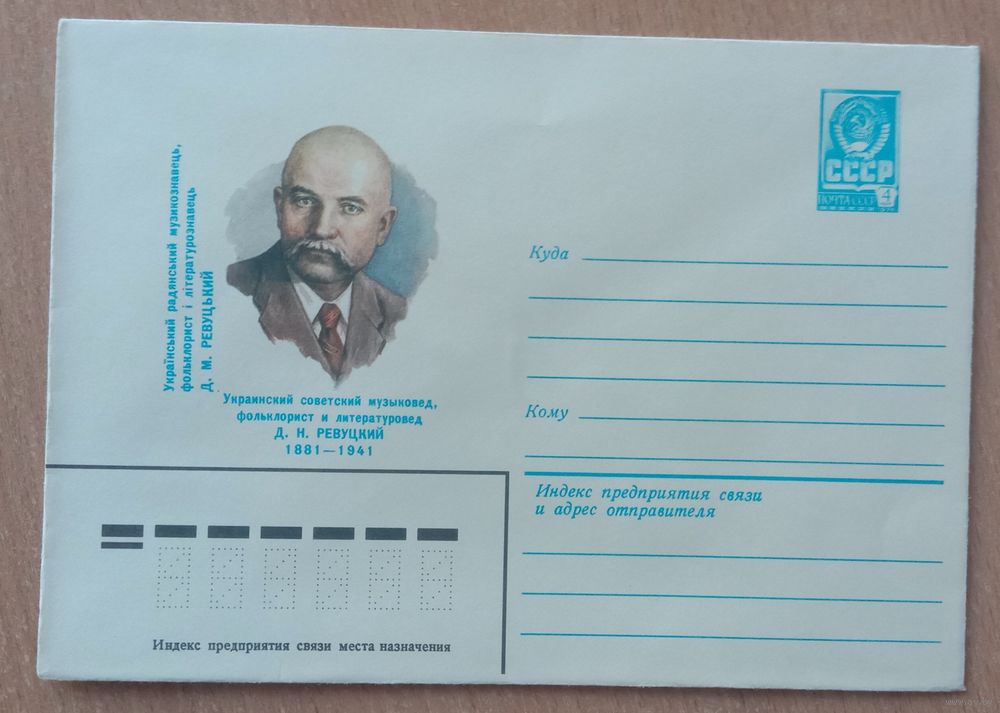 Український радянський музикознавець,
фольклорист і літературознавець
Д. М. РЕВУЦЬКИЙ
Украинский советский музыковед,
фольклорист и литературовед
Д. Н. РЕВУЦКИЙ
1881—1941
СССР
ПОЧТА СССР 4
Куда
Кому
Индекс предприятия связи
и адрес отправителя
Индекс предприятия связи места назначения